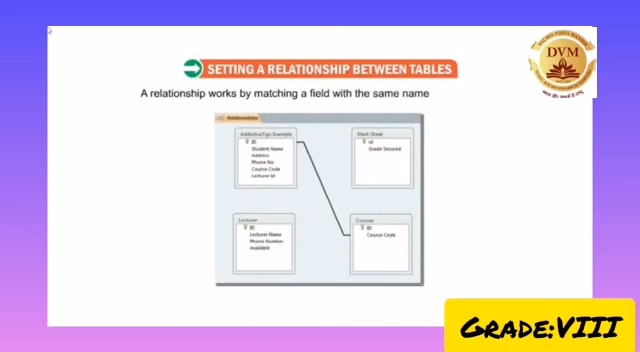 SETTING A RELATIONSHIP BETWEEN TABLES
DVM
A relationship works by matching a field with the same name
Relationships
AddictiveTips Example
ID
Student Name
Address
Phone No
Course Code
Lecturer Id
Mark Sheet
Id
Grade Secured
Lecturer
ID
Lecturer Name
Phone Number
Available
Courses
ID
Course Code
GRADE:VIII